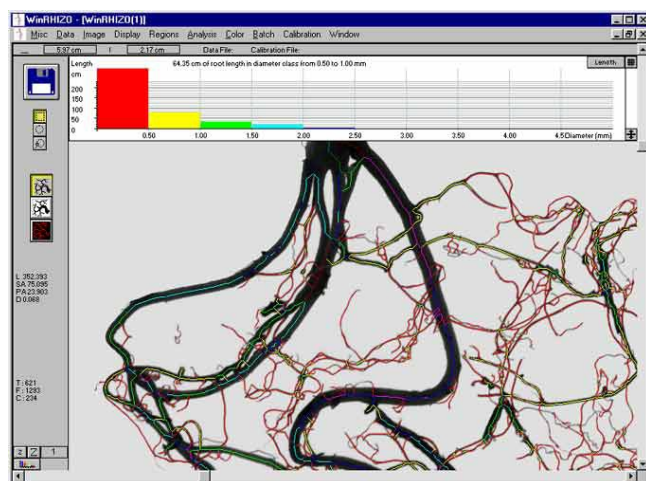 WinRHIZO - [WinRHIZO(1)]
Misc Data Image Display Regions Analysis Color Batch Calibration Window
5.97 cm 2.17 cm Data File: Calibration File:
Length 64.35 cm of root length in diameter class from 0.50 to 1.00 mm Length
cm
200
150
100
50
0
0.50 1.00 1.50 2.00 2.50 3.00 3.50 4.00 4.5 Diameter (mm)
L 352.393
SA 75.095
PA 23.903
D 0.068
T : 621
F : 1293
C : 234
z Z 1